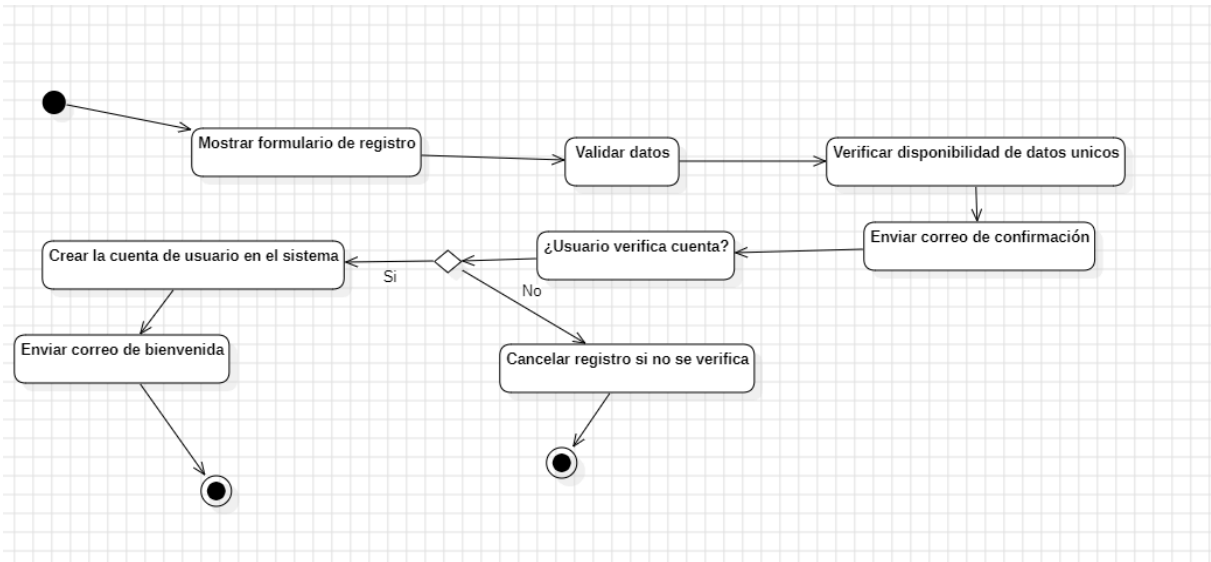 Mostrar formulario de registro
Validar datos
Verificar disponibilidad de datos unicos
Enviar correo de confirmación
¿Usuario verifica cuenta?
Si
No
Crear la cuenta de usuario en el sistema
Enviar correo de bienvenida
Cancelar registro si no se verifica